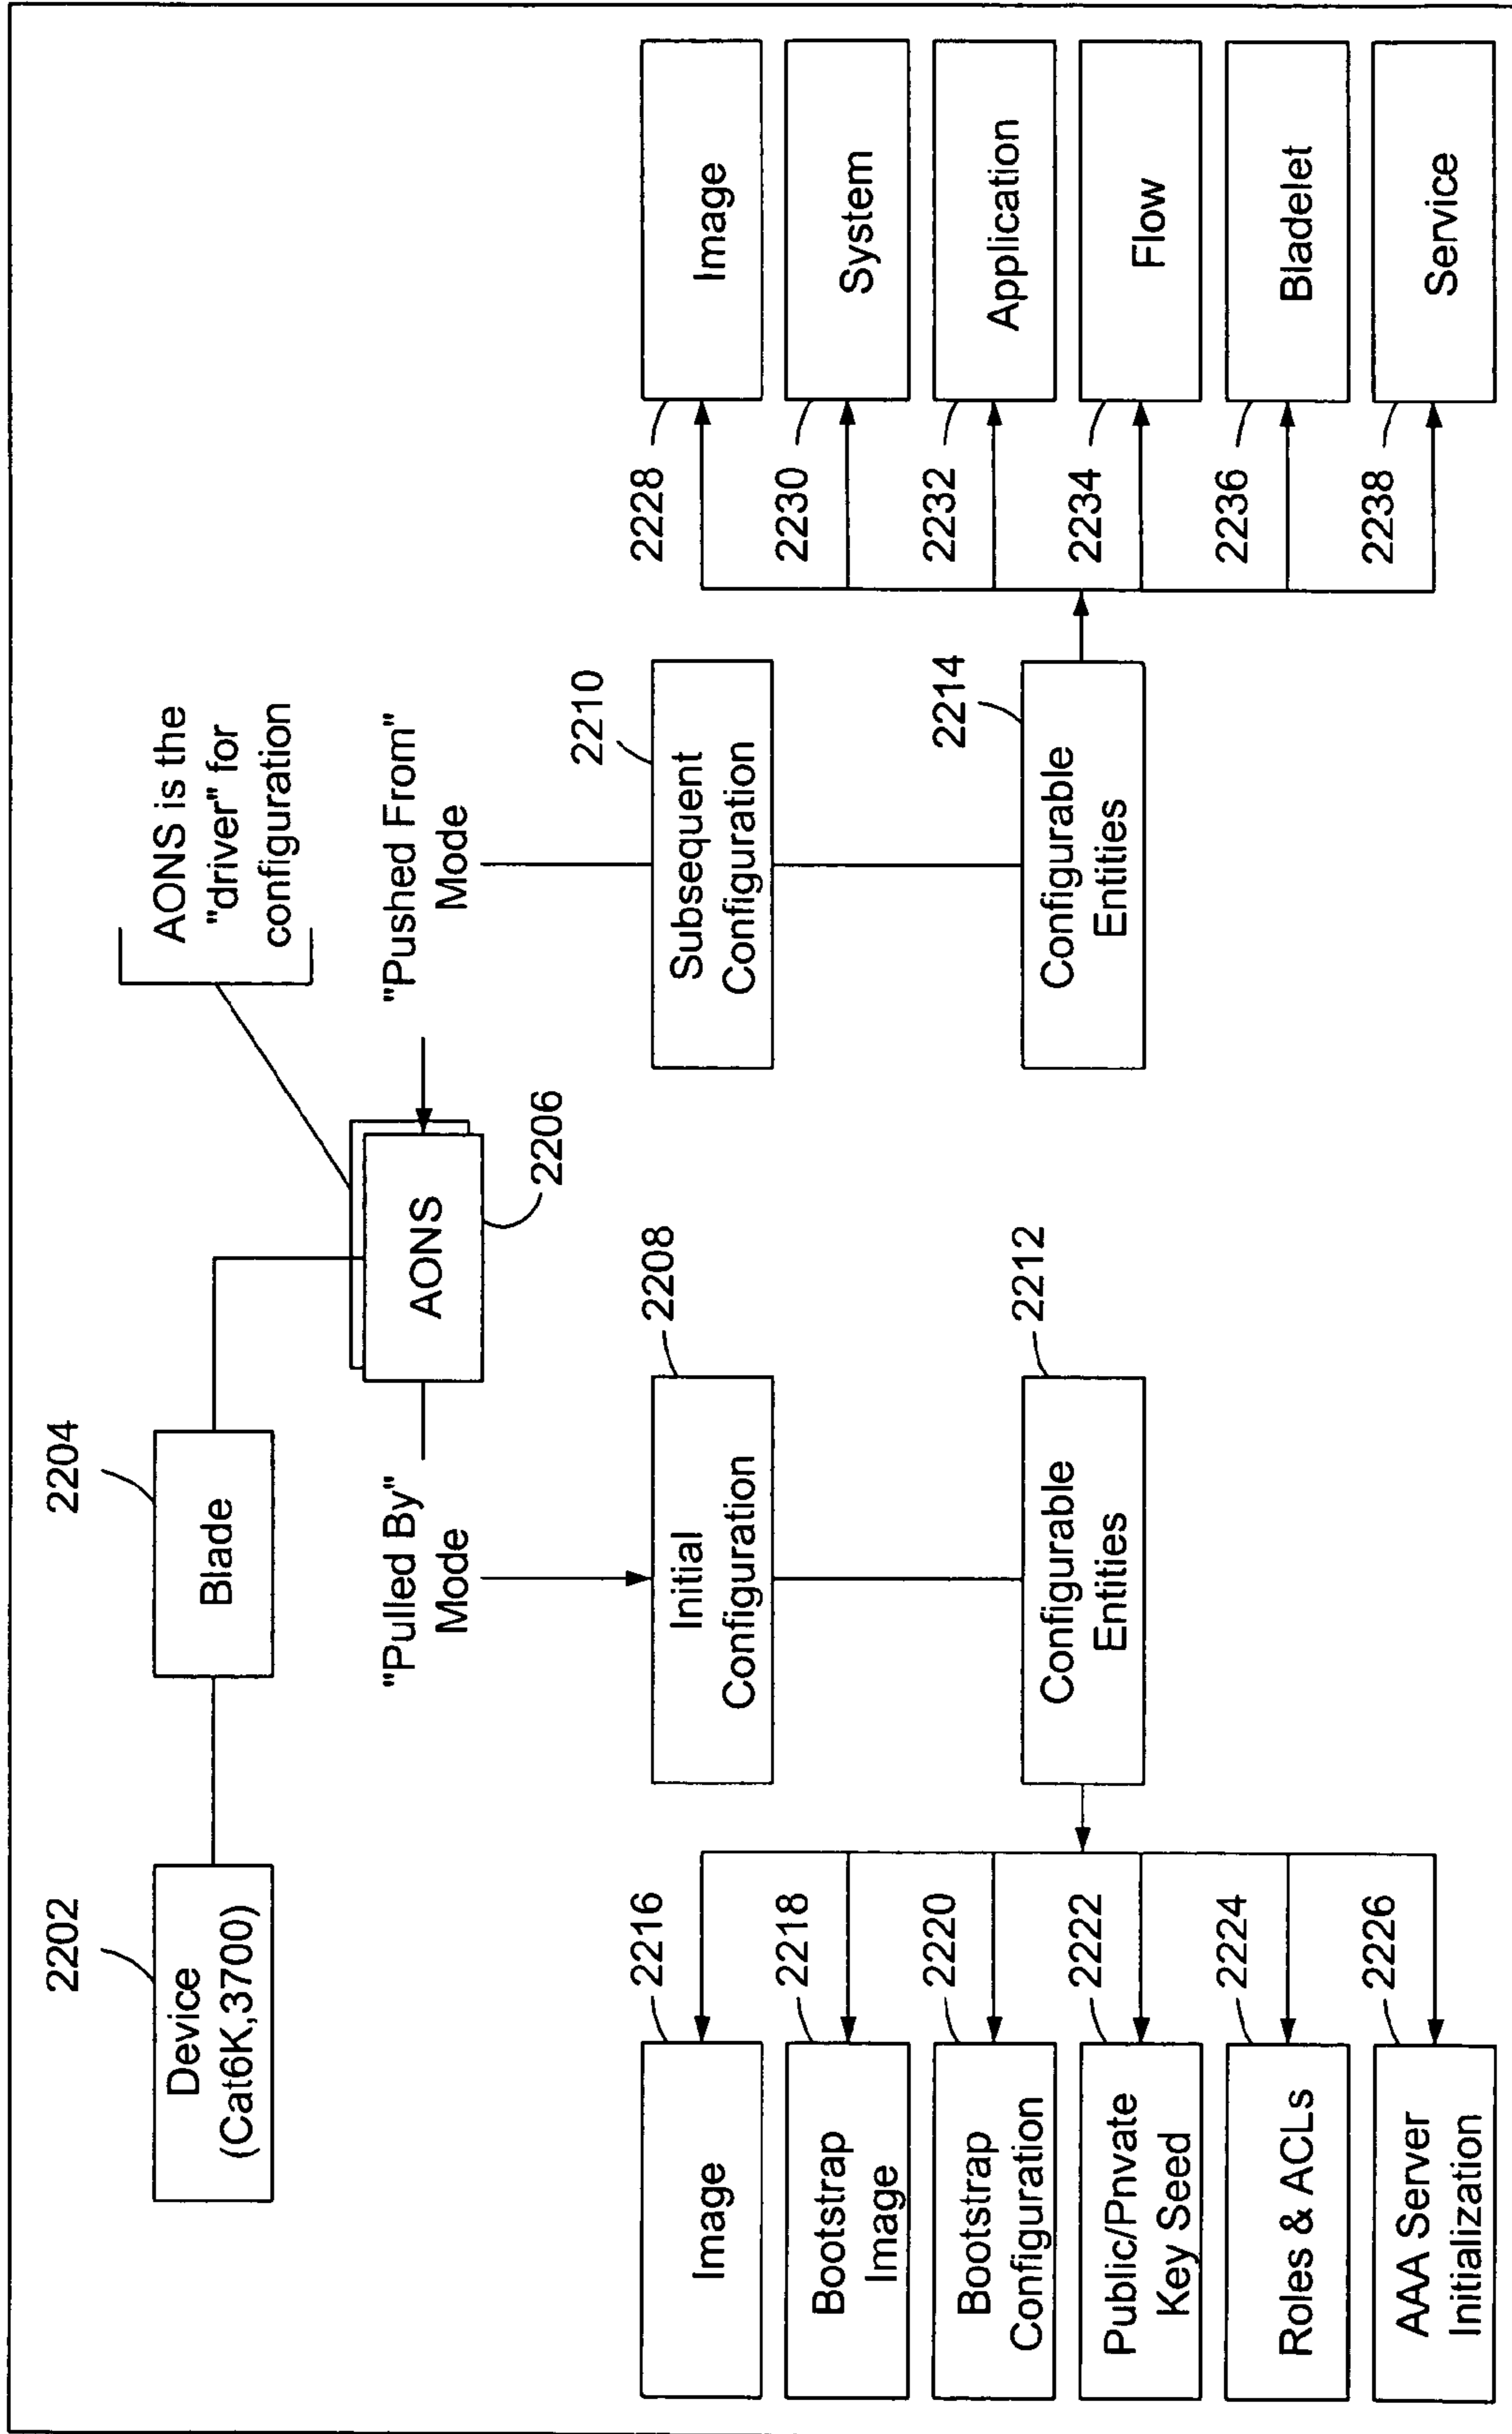 2202
Device
(Cat6K,3700)
2204
Blade
AONS is the
"driver" for
configuration
AONS
2206
"Pulled By"
Mode
"Pushed From"
Mode
2208
Initial
Configuration
2210
Subsequent
Configuration
2212
Configurable
Entities
2214
Configurable
Entities
2216
Image
2218
Bootstrap
Image
2220
Bootstrap
Configuration
2222
Public/Pnvate
Key Seed
2224
Roles & ACLs
2226
AAA Server
Initialization
2228
Image
2230
System
2232
Application
2234
Flow
2236
Bladelet
2238
Service